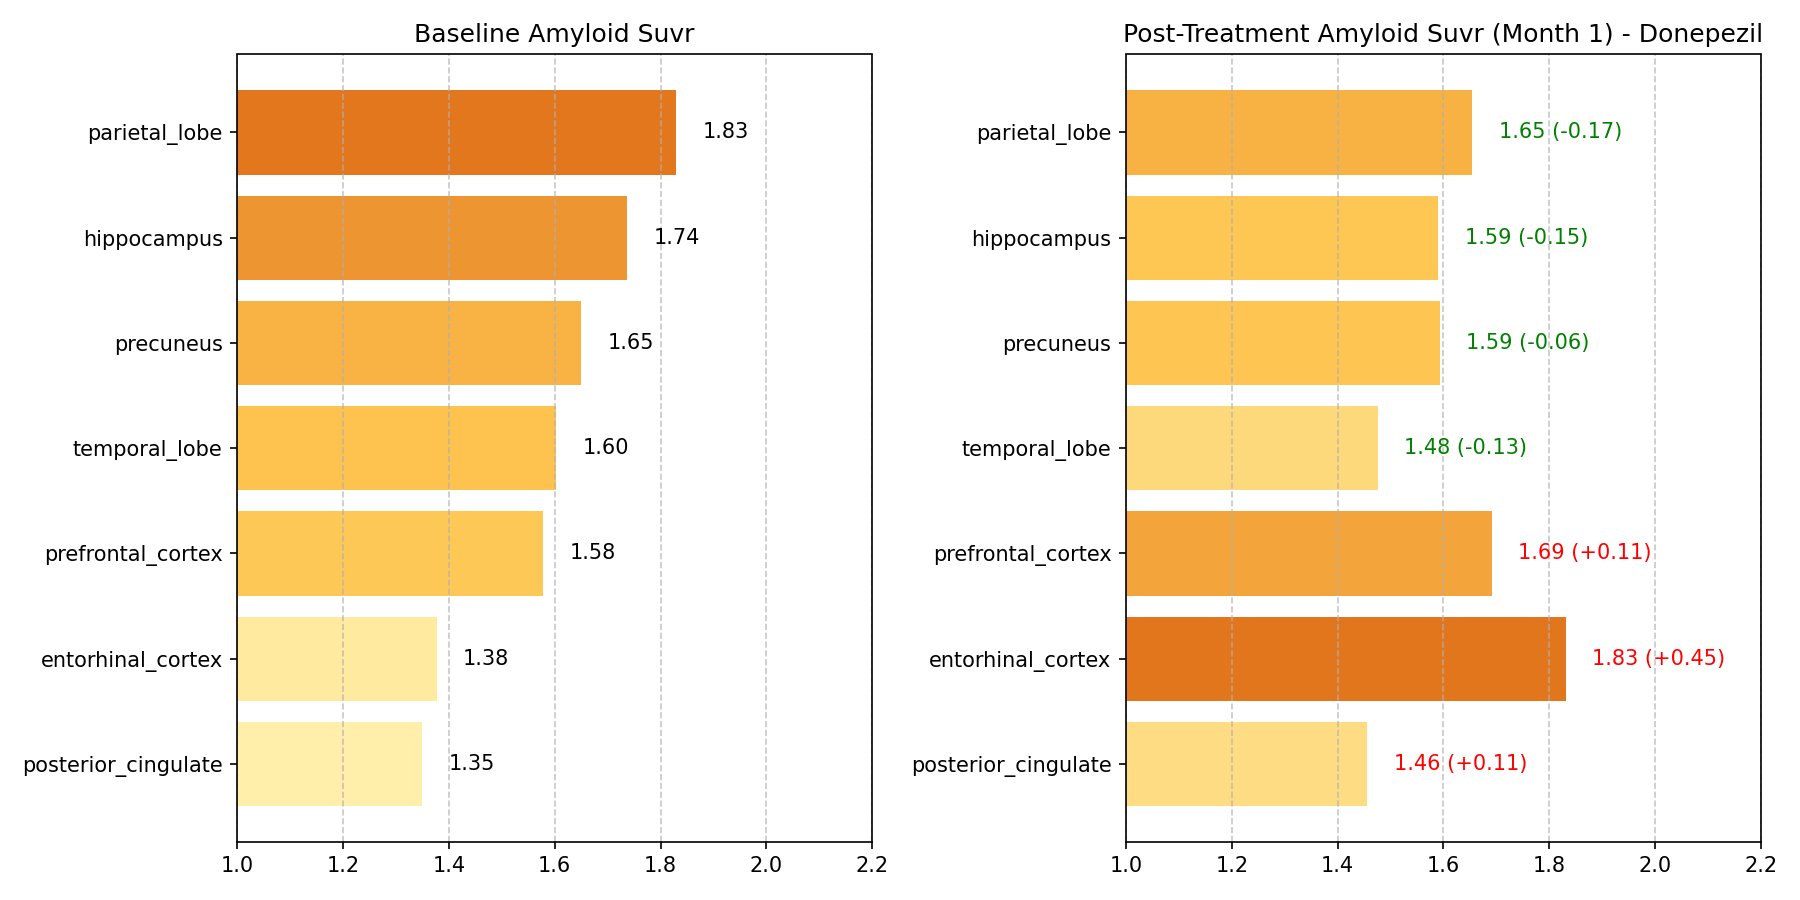 Baseline Amyloid Suvr
parietal_lobe
1.83
hippocampus
1.74
precuneus
1.65
temporal_lobe
1.60
prefrontal_cortex
1.58
entorhinal_cortex
1.38
posterior_cingulate
1.35
1.0 1.2 1.4 1.6 1.8 2.0 2.2
Post-Treatment Amyloid Suvr (Month 1) - Donepezil
parietal_lobe
1.65 (-0.17)
hippocampus
1.59 (-0.15)
precuneus
1.59 (-0.06)
temporal_lobe
1.48 (-0.13)
prefrontal_cortex
1.69 (+0.11)
entorhinal_cortex
1.83 (+0.45)
posterior_cingulate
1.46 (+0.11)
1.0 1.2 1.4 1.6 1.8 2.0 2.2